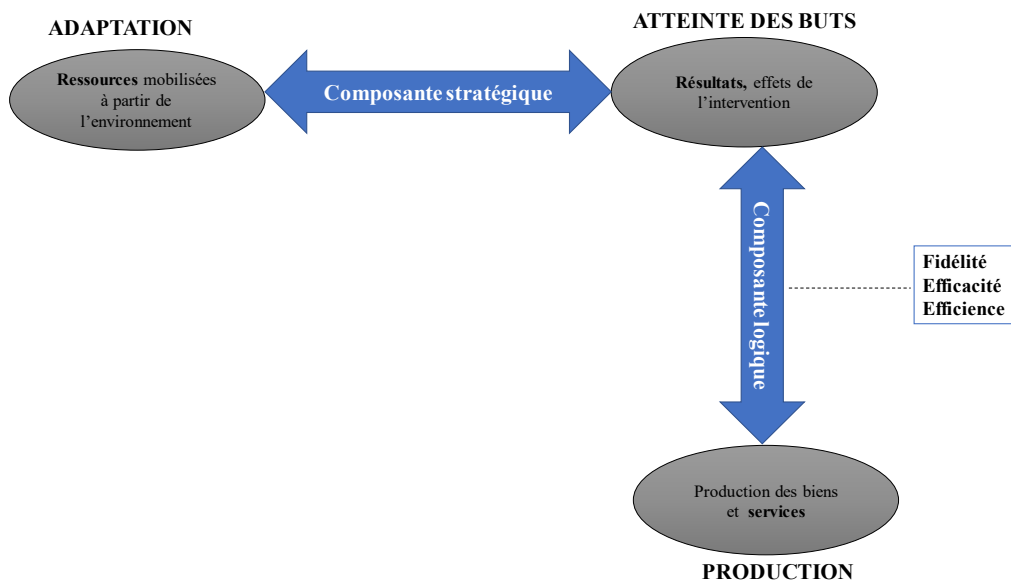 ADAPTATION
Ressources mobilisées
à partir de
l’environnement
Composante stratégique
ATTEINTE DES BUTS
Résultats, effets de
l’intervention
Composante logique
Fidélité
Efficacité
Efficience
Production des biens
et services
PRODUCTION